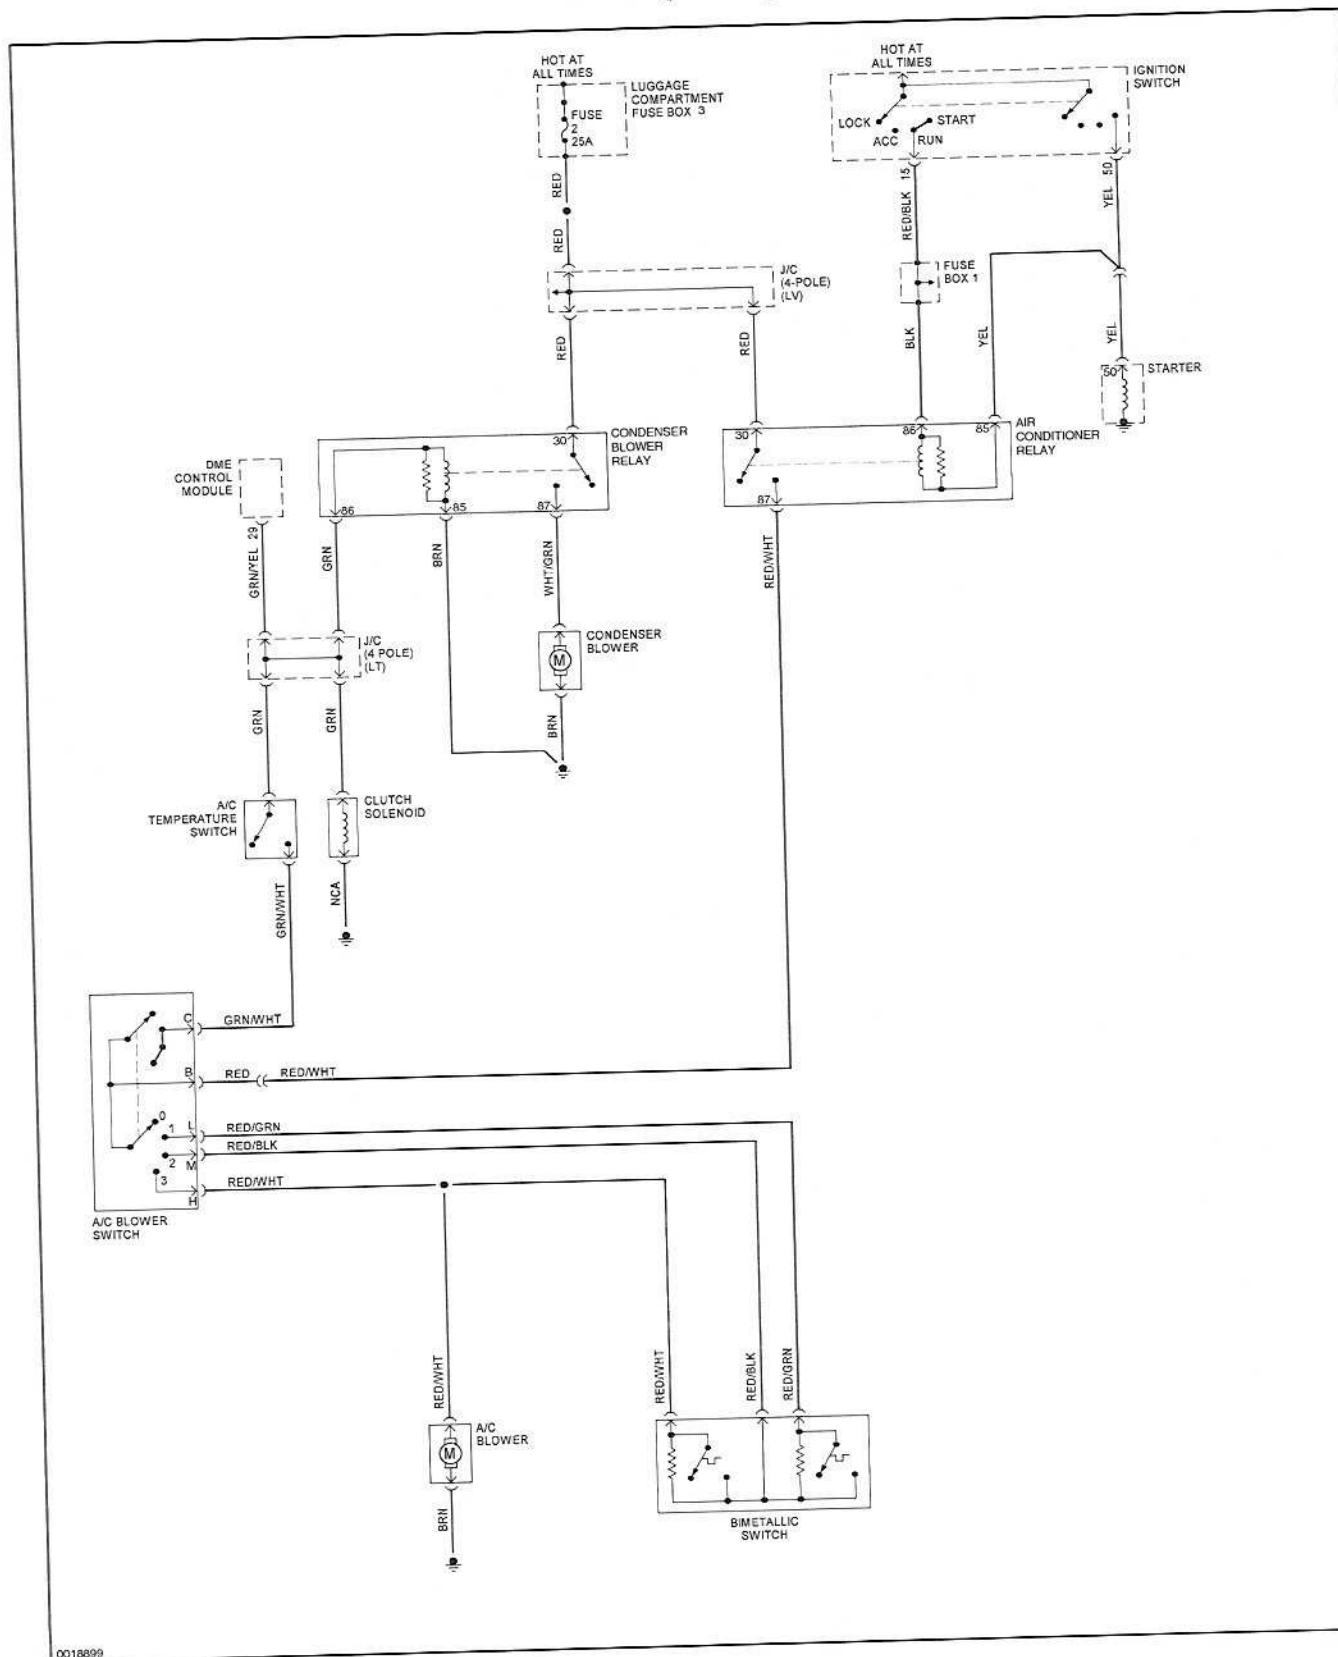 HOT AT
ALL TIMES
LUGGAGE
COMPARTMENT
FUSE BOX 3
FUSE
2
25A
HOT AT
ALL TIMES
IGNITION
SWITCH
LOCK
ACC
RUN
START
15
50
RED
RED
RED/BLK
YEL
J/C
(4-POLE)
(LV)
FUSE
BOX 1
RED
RED
BLK
YEL
YEL
50
STARTER
30
CONDENSER
BLOWER
RELAY
86
85
87
30
86
85
AIR
CONDITIONER
RELAY
87
DME
CONTROL
MODULE
29
GRN/YEL
GRN
BRN
WHT/GRN
RED/WHT
J/C
(4 POLE)
(LT)
CONDENSER
BLOWER
M
GRN
GRN
BRN
A/C
TEMPERATURE
SWITCH
CLUTCH
SOLENOID
GRN/WHT
NCA
C
GRN/WHT
B
RED
RED/WHT
0
1
L
RED/GRN
2
M
RED/BLK
3
H
RED/WHT
A/C BLOWER
SWITCH
RED/WHT
RED/WHT
RED/BLK
RED/GRN
A/C
BLOWER
M
BRN
BIMETALLIC
SWITCH
0018899